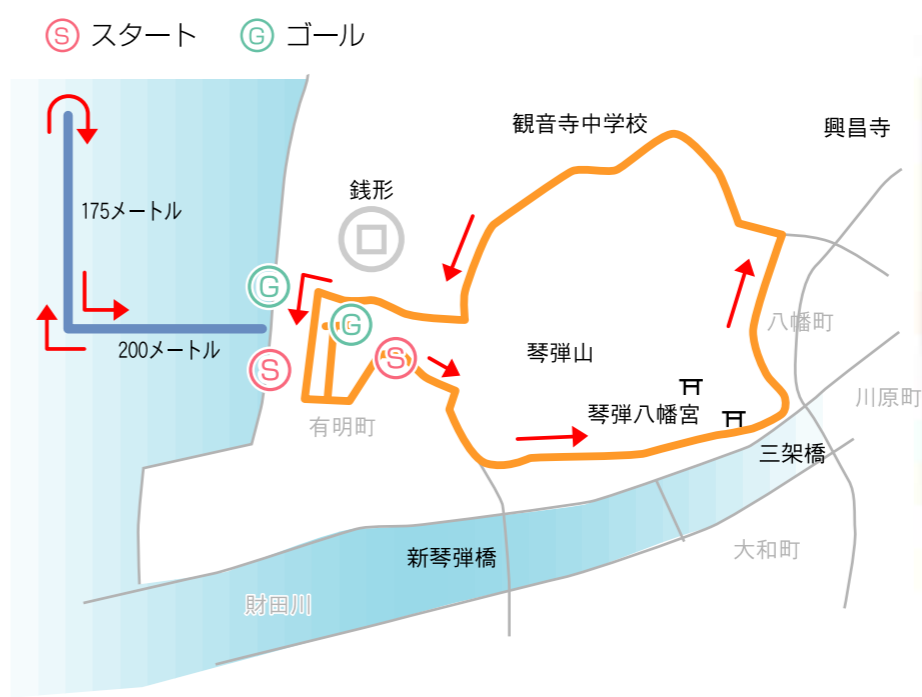 S スタート G ゴール
観音寺中学校
興昌寺
銭形
175メートル
G
G
八幡町
200メートル
S
S
琴弾山
川原町
琴弾八幡宮
有明町
三架橋
新琴弾橋
大和町
財田川